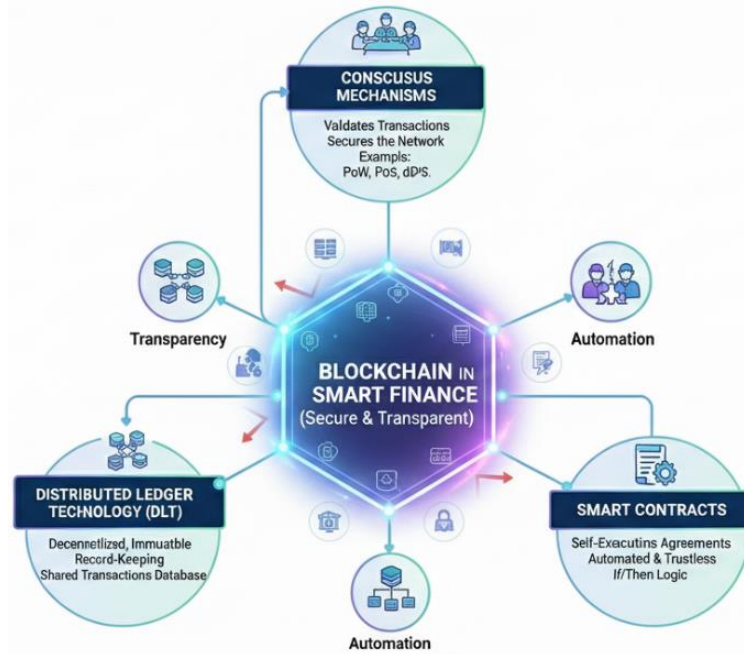 CONSCUSUS
MECHANISMS
Valdates Transactions
Secures the Network
Exampls:
PoW, PoS,
Transparency
Automation
BLOCKCHAIN IN
SMART FINANCE
(Secure & Transparent)
DISTRIBUTED LEDGER
TECHNOLOGY (DLT)
Record-Keeping
Shared Transactions Database
SMART CONTRACTS
Self-Executins Agreements
Automated & Trustless
If/Then Logic
Automation